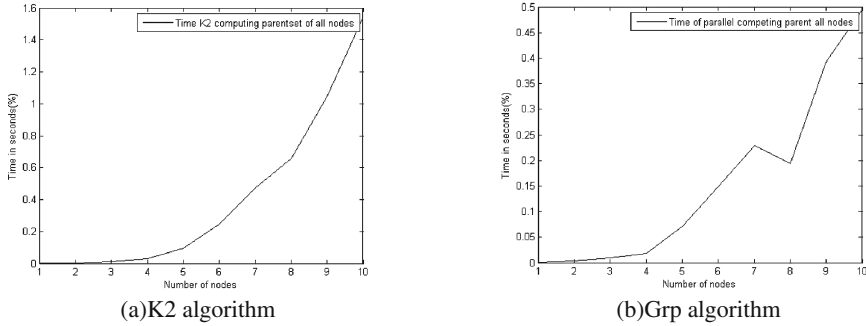 Time K2 computing parentset of all nodes
1.6
1.4
1.2
1
0.8
0.6
0.4
0.2
0
Time in seconds(%)
1 2 3 4 5 6 7 8 9 10
Number of nodes
(a)K2 algorithm
Time of parallel competing parent all nodes
0.5
0.45
0.4
0.35
0.3
0.25
0.2
0.15
0.1
0.05
0
Time in seconds(%)
1 2 3 4 5 6 7 8 9 10
Number of nodes
(b)Grp algorithm